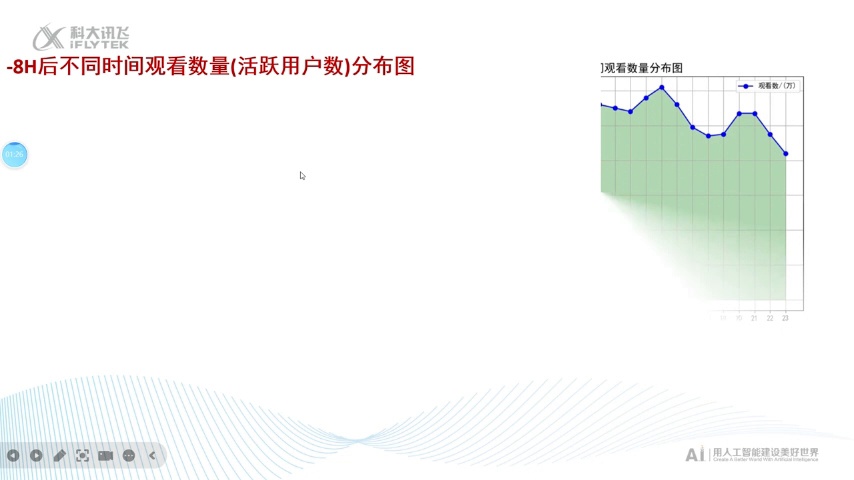 科大讯飞
iFLYTEK
-8H后不同时间观看数量(活跃用户数)分布图
]观看数量分布图
观看数/(万)
01:26
21 22 23
AI 用人工智能建设美好世界
Create A Better World With Artificial Intelligence